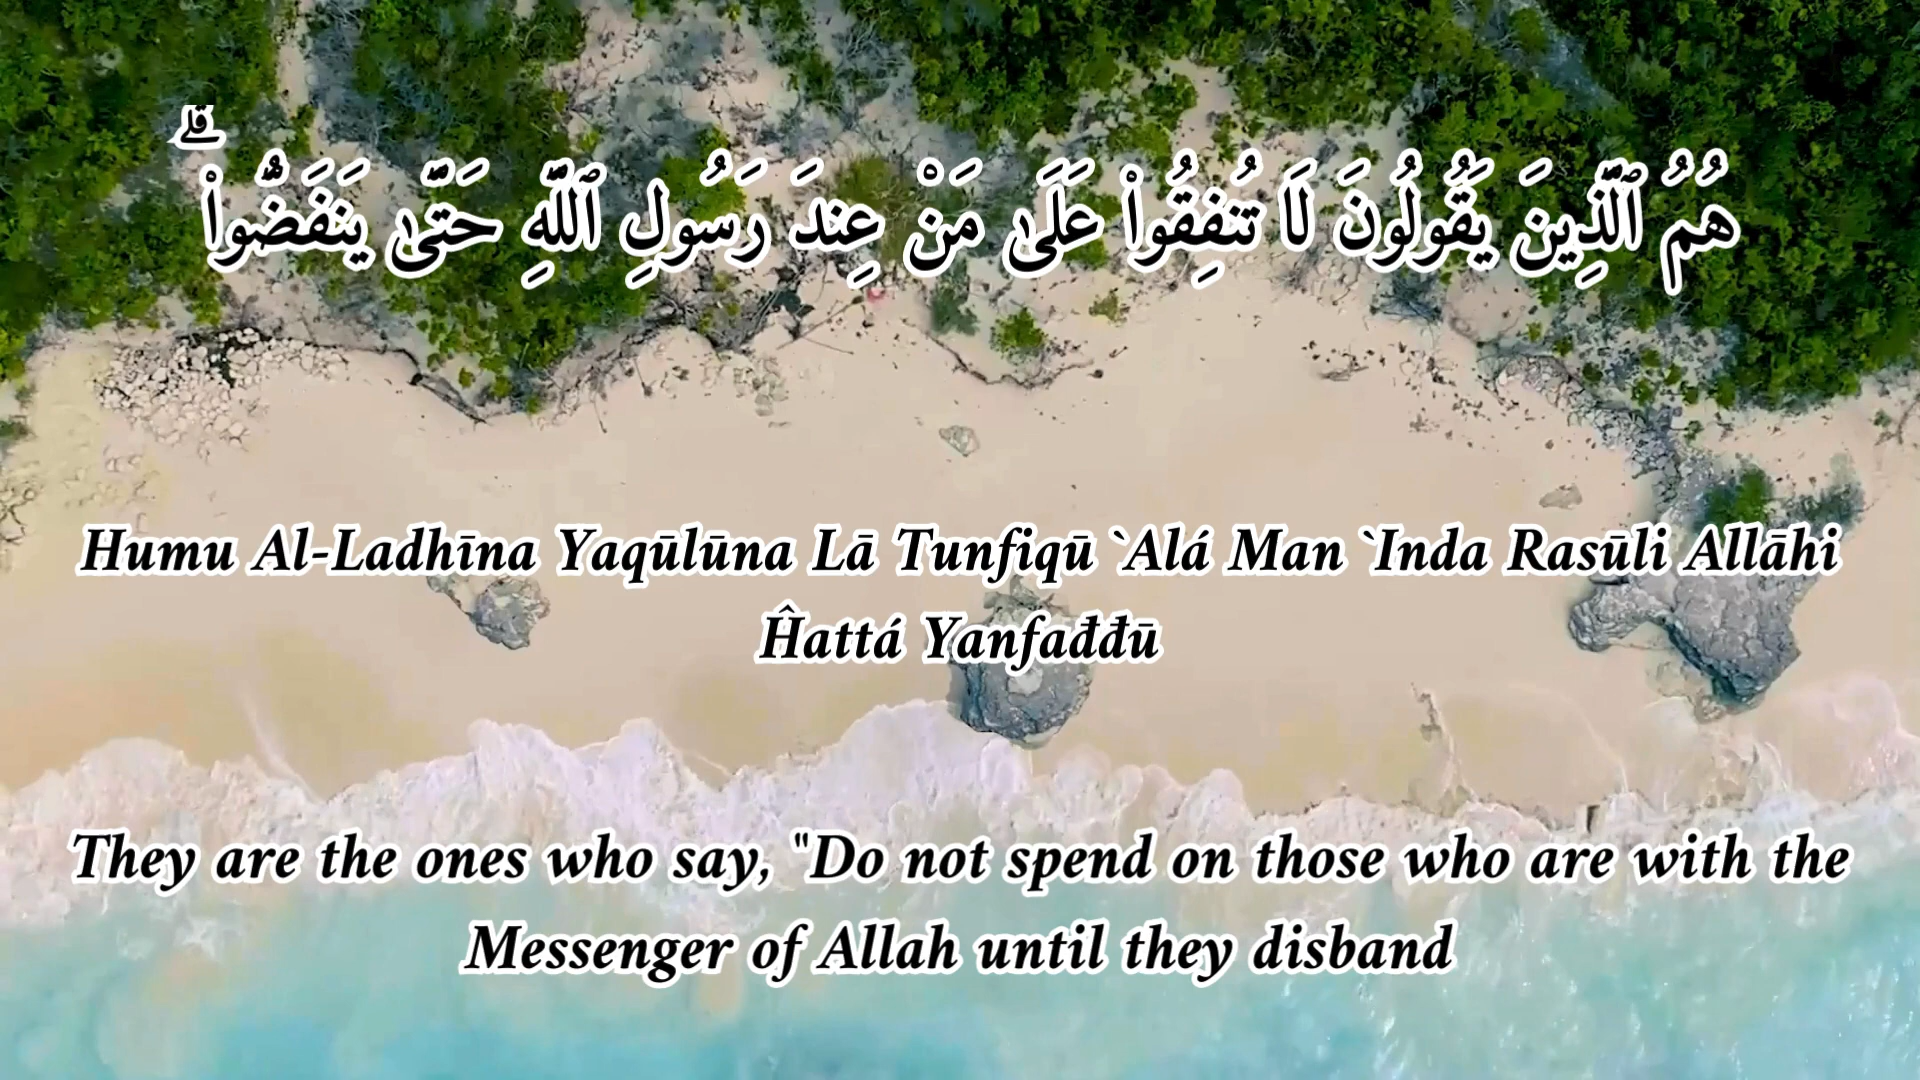 هُمُ ٱلَّذِينَ يَقُولُونَ لَا تُنفِقُوا۟ عَلَىٰ مَنْ عِندَ رَسُولِ ٱللَّهِ حَتَّىٰ يَنفَضُّوا۟ ۗ
Humu Al-Ladhīna Yaqūlūna Lā Tunfiqū `Alá Man `Inda Rasūli Allāhi
Ĥattá Yanfađđū
They are the ones who say, "Do not spend on those who are with the
Messenger of Allah until they disband